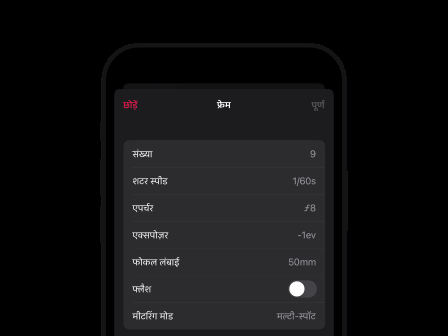 छोड़ें फ्रेम पूर्ण
संख्या 9
शटर स्पीड 1/60s
एपर्चर ƒ8
एक्सपोज़र -1ev
फोकल लंबाई 50mm
फ्लैश
मीटरिंग मोड मल्टी-स्पॉट